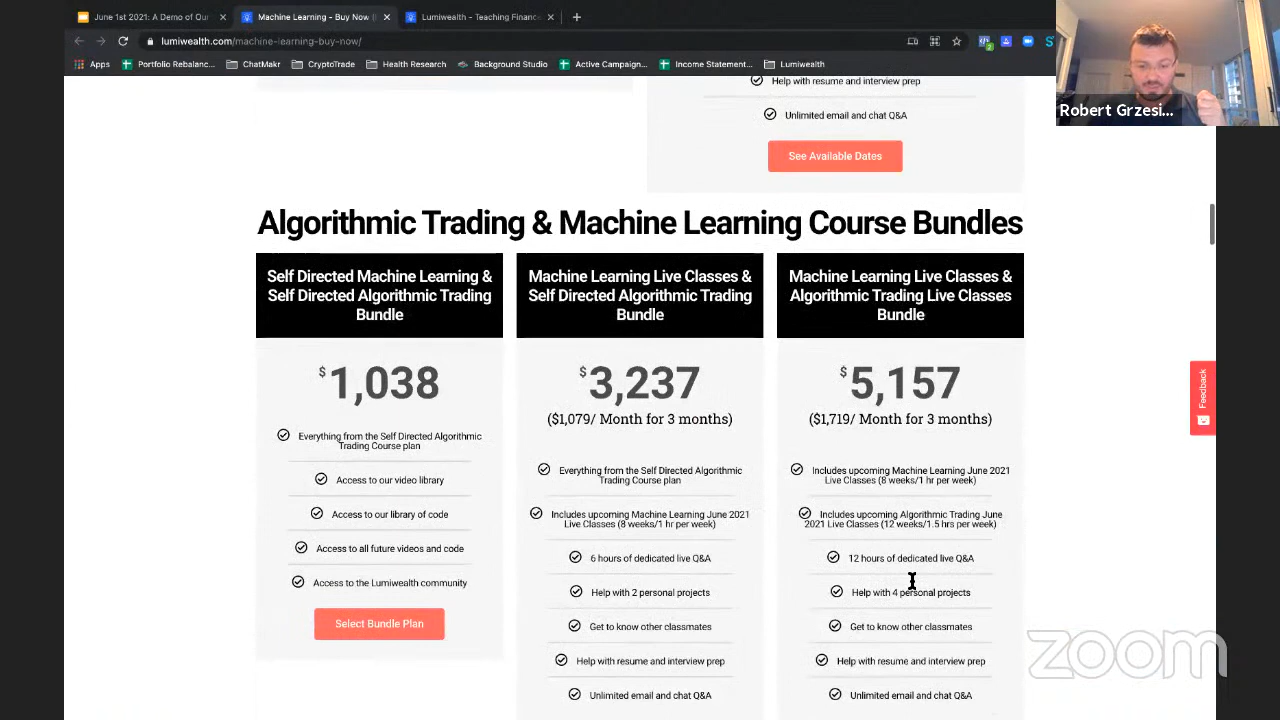 June 1st 2021: A Demo of Our
Machine Learning - Buy Now (
Lumiwealth - Teaching Financ
lumiwealth.com/machine-learning-buy-now/
Apps
Portfolio Rebalanc...
ChatMakr
CryptoTrade
Health Research
Background Studio
Active Campaign...
Income Statement...
Lumiwealth
Robert Grzesi...
Help with resume and interview prep
Unlimited email and chat Q&A
See Available Dates
Algorithmic Trading & Machine Learning Course Bundles
Self Directed Machine Learning &
Self Directed Algorithmic Trading
Bundle
$1,038
Everything from the Self Directed Algorithmic
Trading Course plan
Access to our video library
Access to our library of code
Access to all future videos and code
Access to the Lumiwealth community
Select Bundle Plan
Machine Learning Live Classes &
Self Directed Algorithmic Trading
Bundle
$3,237
($1,079/ Month for 3 months)
Everything from the Self Directed Algorithmic
Trading Course plan
Includes upcoming Machine Learning June 2021
Live Classes (8 weeks/1 hr per week)
6 hours of dedicated live Q&A
Help with 2 personal projects
Get to know other classmates
Help with resume and interview prep
Unlimited email and chat Q&A
Machine Learning Live Classes &
Algorithmic Trading Live Classes
Bundle
$5,157
($1,719/ Month for 3 months)
Includes upcoming Machine Learning June 2021
Live Classes (8 weeks/1 hr per week)
Includes upcoming Algorithmic Trading June
2021 Live Classes (12 weeks/1.5 hrs per week)
12 hours of dedicated live Q&A
Help with 4 personal projects
Get to know other classmates
Help with resume and interview prep
Unlimited email and chat Q&A
Feedback
zoom